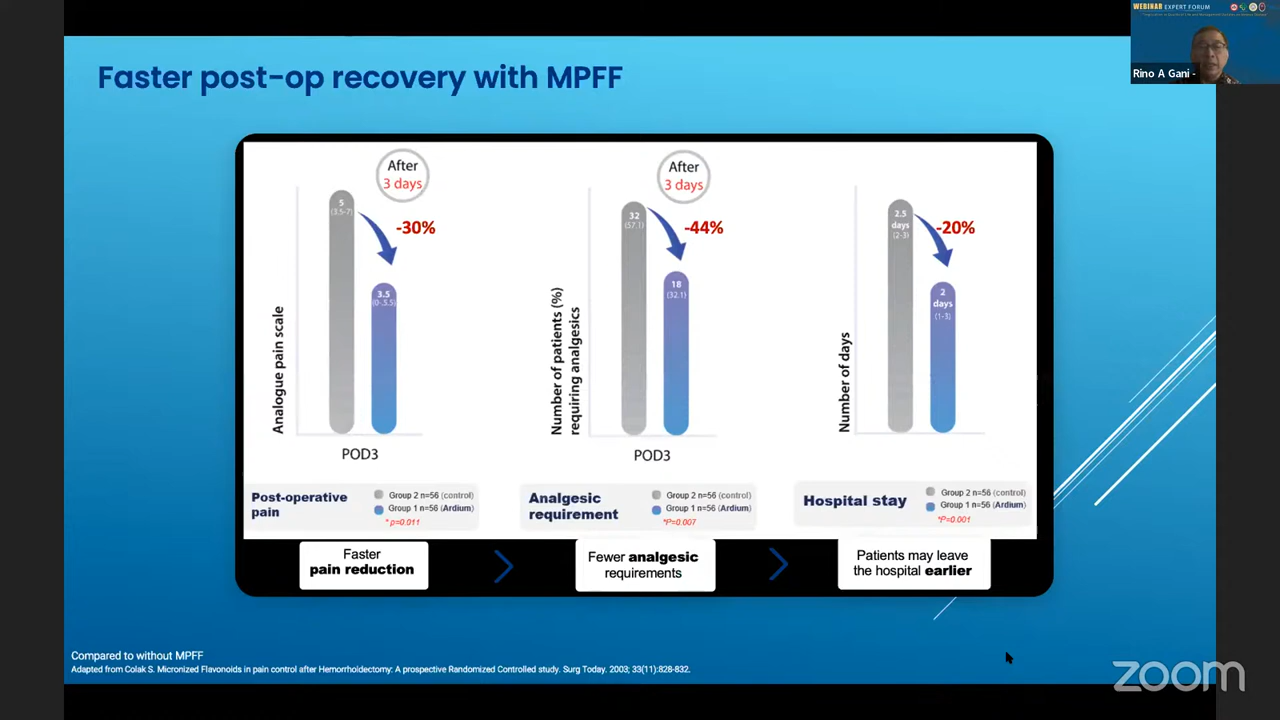 WEBINAR EXPERT FORUM
Rino A Gani -
Faster post-op recovery with MPFF
After
3 days
5
(3.5-7)
-30%
3.5
(0-.5.5)
Analogue pain scale
POD3
Post-operative
pain
Group 2 n=56 (control)
Group 1 n=56 (Ardium)
* p=0.011
Faster
pain reduction
After
3 days
32
(57.1)
-44%
18
(32.1)
Number of patients (%)
requiring analgesics
POD3
Analgesic
requirement
Group 2 n=56 (control)
Group 1 n=56 (Ardium)
*P=0.007
Fewer analgesic
requirements
2.5
days
(2-3)
-20%
2
days
(1-3)
Number of days
Hospital stay
Group 2 n=56 (control)
Group 1 n=56 (Ardium)
*P=0.001
Patients may leave
the hospital earlier
Compared to without MPFF
Adapted from Colak S. Micronized Flavonoids in pain control after Hemorrhoidectomy: A prospective Randomized Controlled study. Surg Today. 2003; 33(11):828-832.
zoom